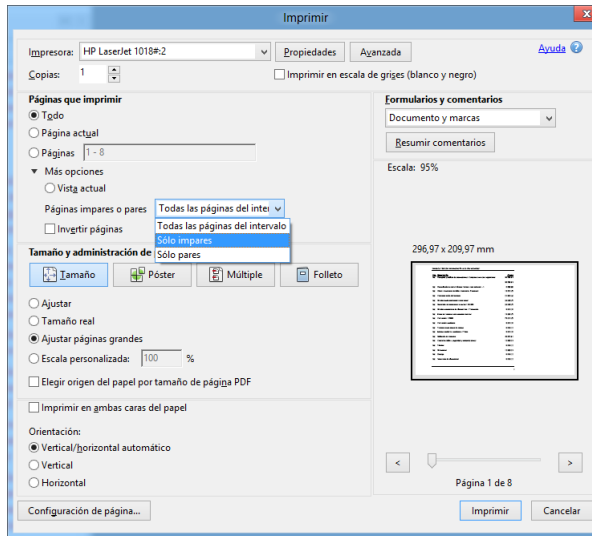 Imprimir
x
Impresora: HP LaserJet 1018#:2 Propiedades Avanzada Ayuda ?
Copias: 1 Imprimir en escala de grises (blanco y negro)
Páginas que imprimir
Todo
Página actual
Páginas 1 - 8
Más opciones
Vista actual
Páginas impares o pares Todas las páginas del inter
Todas las páginas del intervalo
Sólo impares
Sólo pares
Invertir páginas
Tamaño y administración de
Tamaño Póster Múltiple Folleto
Ajustar
Tamaño real
Ajustar páginas grandes
Escala personalizada: 100 %
Elegir origen del papel por tamaño de página PDF
Imprimir en ambas caras del papel
Orientación:
Vertical/horizontal automático
Vertical
Horizontal
Formularios y comentarios
Documento y marcas
Resumir comentarios
Escala: 95%
296,97 x 209,97 mm
< >
Página 1 de 8
Configuración de página... Imprimir Cancelar